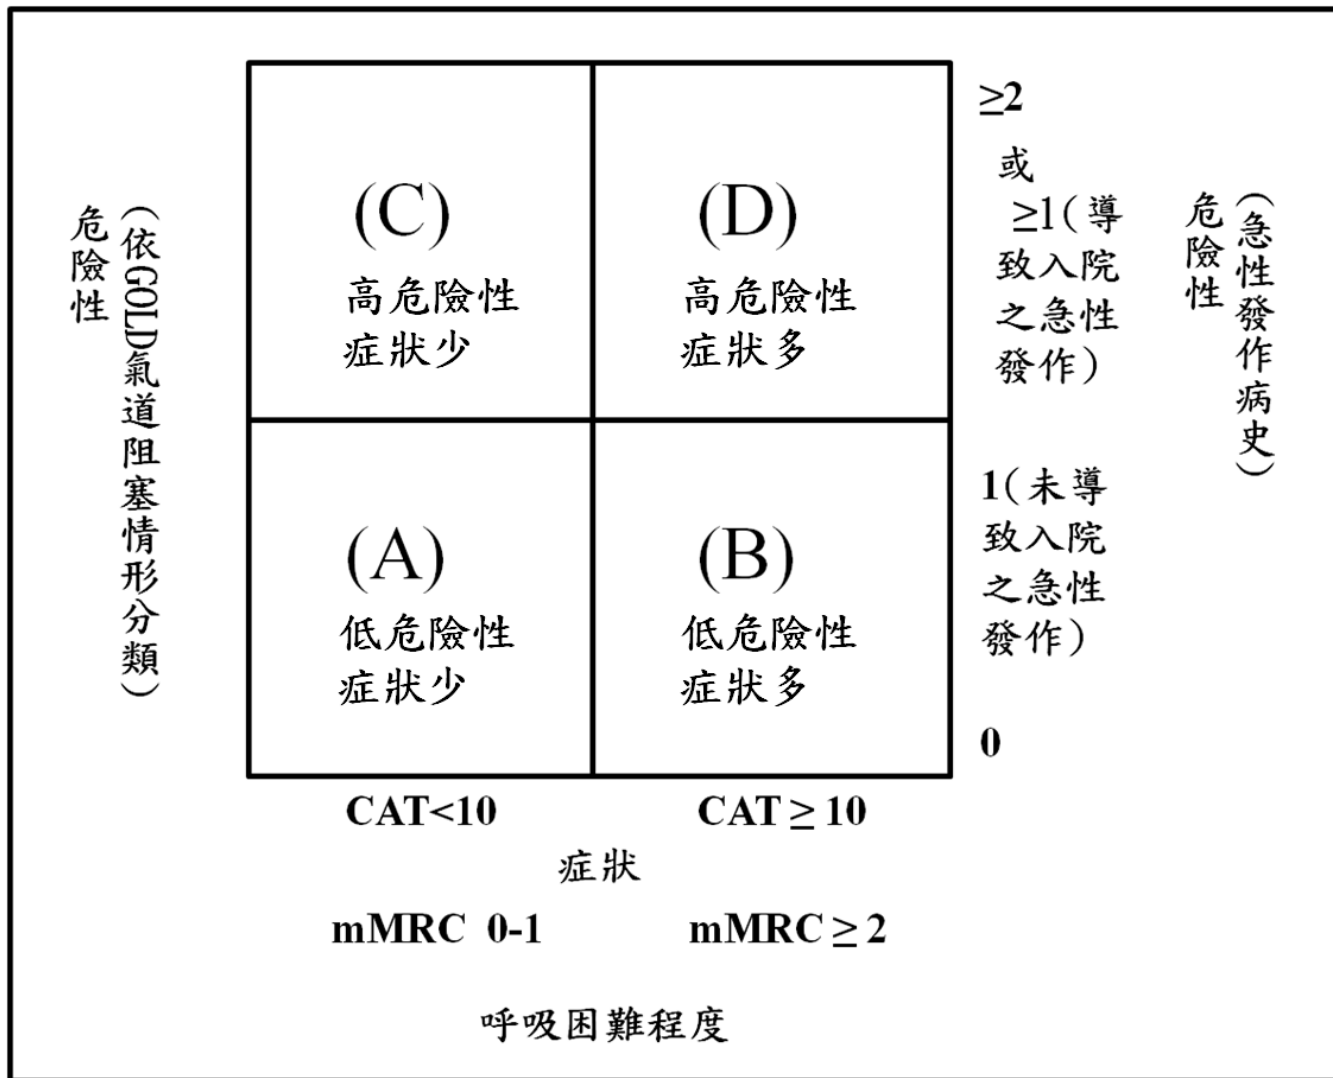 危險性
（依GOLD氣道阻塞情形分類）
(C)
高危險性
症狀少
(D)
高危險性
症狀多
(A)
低危險性
症狀少
(B)
低危險性
症狀多
≥2
或
≥1(導
致入院
之急性
發作)
1(未導
致入院
之急性
發作)
0
危險性
（急性發作病史）
CAT<10
CAT ≥ 10
症狀
mMRC 0-1
mMRC ≥ 2
呼吸困難程度